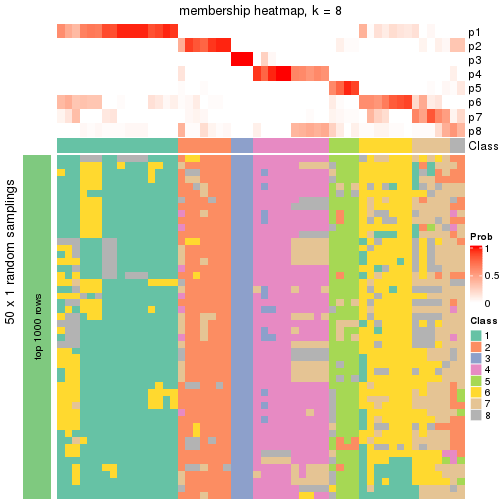 membership heatmap, k = 8
p1
p2
p3
p4
p5
p6
p7
p8
Class
50 x 1 random samplings
top 1000 rows
Prob
1
0.5
0
Class
1
2
3
4
5
6
7
8